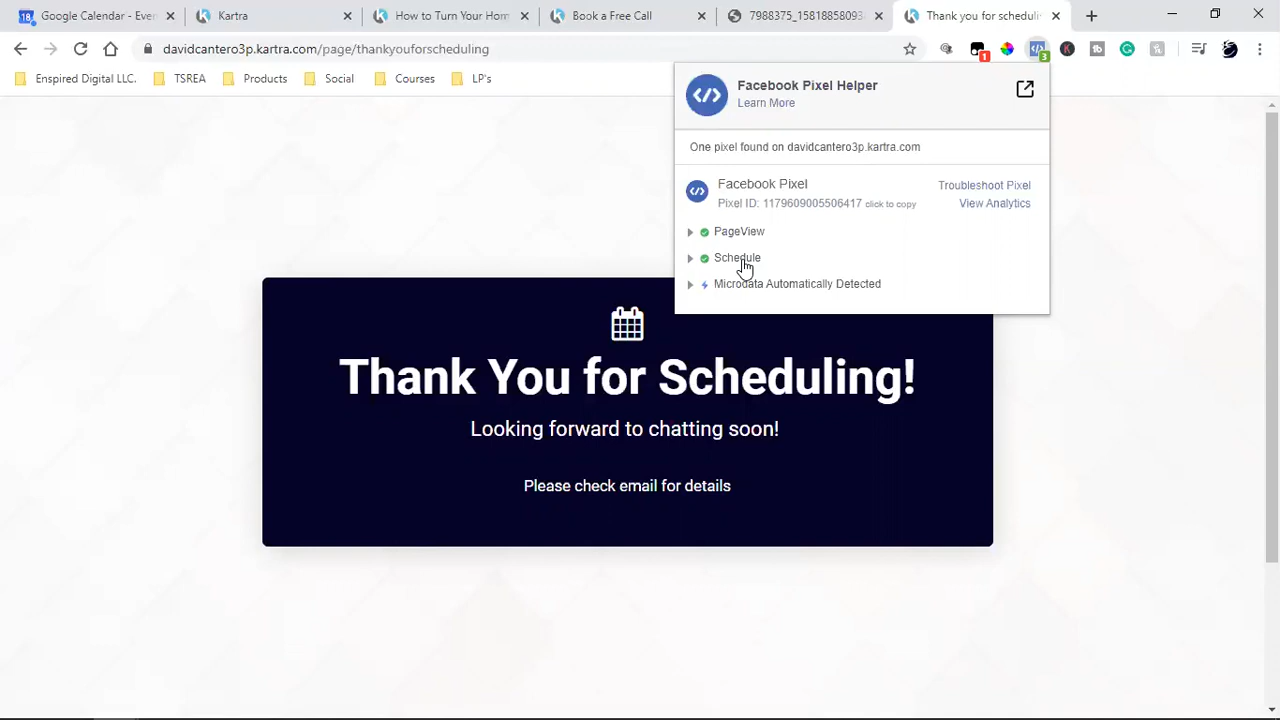 Google Calendar - Even
Kartra
How to Turn Your Hom
Book a Free Call
7988375_15818858093
Thank you for scheduli
davidcantero3p.kartra.com/page/thankyouforscheduling
1
3
Enspired Digital LLC.
TSREA
Products
Social
Courses
LP's
Facebook Pixel Helper
Learn More
One pixel found on davidcantero3p.kartra.com
Facebook Pixel
Troubleshoot Pixel
Pixel ID: 1179609005506417 click to copy
View Analytics
PageView
Schedule
Microdata Automatically Detected
Thank You for Scheduling!
Looking forward to chatting soon!
Please check email for details